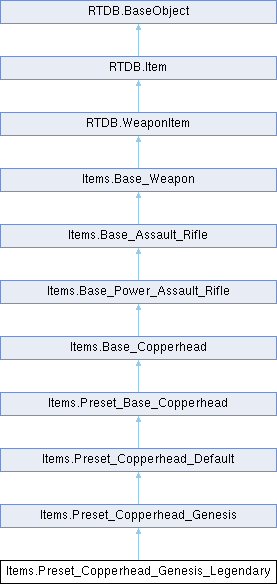 RTDB.BaseObject
RTDB.Item
RTDB.WeaponItem
Items.Base_Weapon
Items.Base_Assault_Rifle
Items.Base_Power_Assault_Rifle
Items.Base_Copperhead
Items.Preset_Base_Copperhead
Items.Preset_Copperhead_Default
Items.Preset_Copperhead_Genesis
Items.Preset_Copperhead_Genesis_Legendary